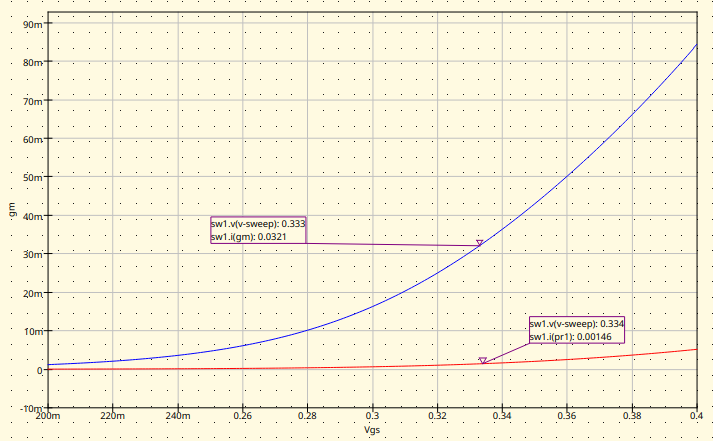 90m
80m
70m
60m
50m
40m
30m
20m
10m
0
-10m
gm
sw1.v(v-sweep): 0.333
sw1.i(gm): 0.0321
sw1.v(v-sweep): 0.334
sw1.i(pr1): 0.00146
200m 220m 240m 0.26 0.28 0.3 0.32 0.34 0.36 0.38 0.4
Vgs